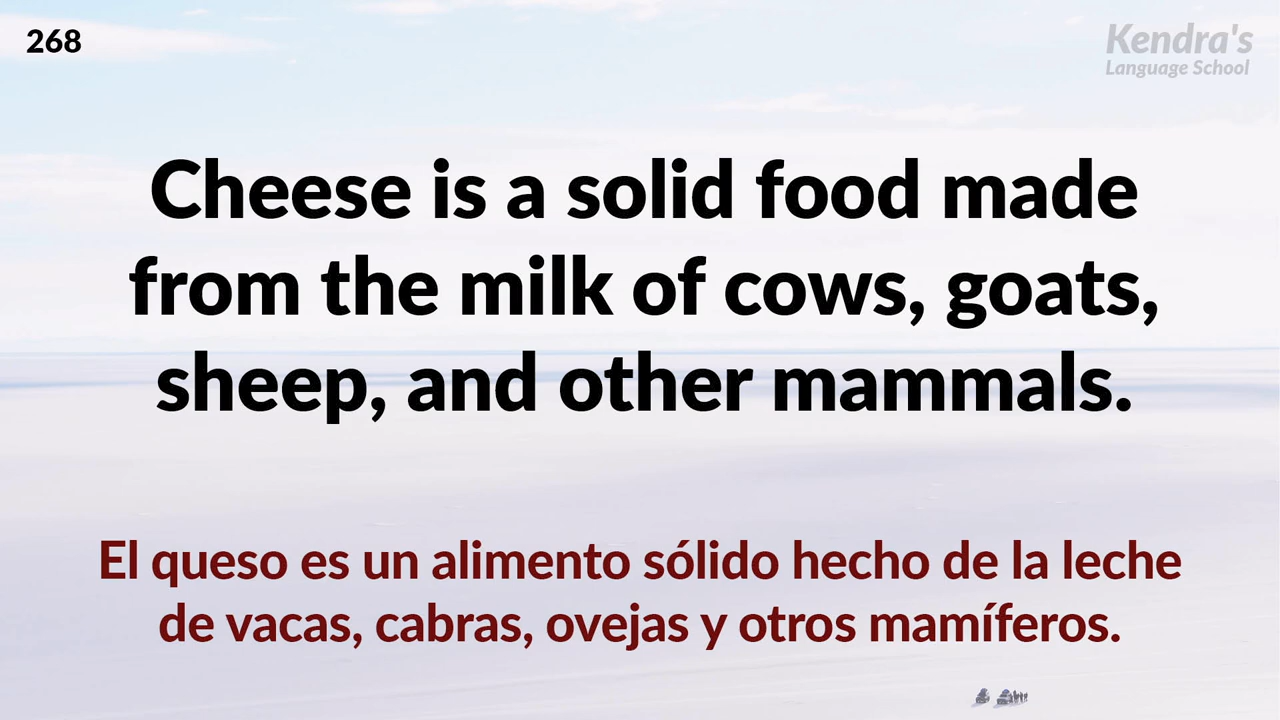 268
Kendra's
Language School
Cheese is a solid food made
from the milk of cows, goats,
sheep, and other mammals.
El queso es un alimento sólido hecho de la leche
de vacas, cabras, ovejas y otros mamíferos.